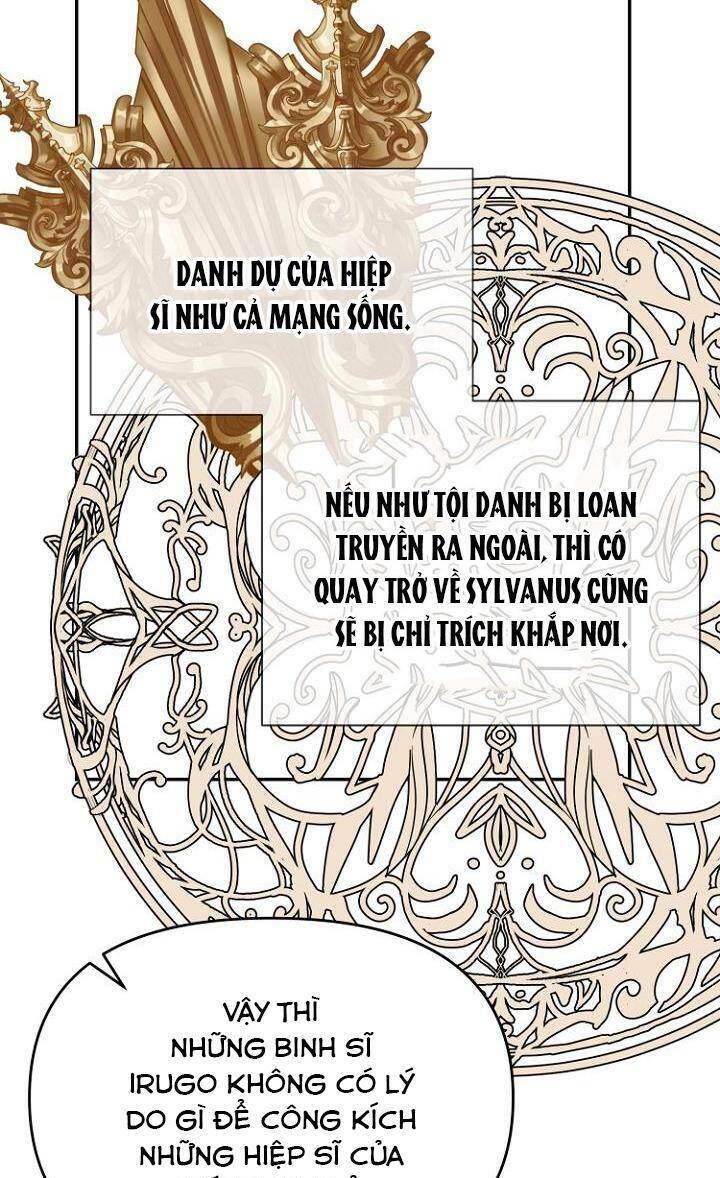 DANH DỰ CỦA HIỆP
SĨ NHƯ CẢ MẠNG SỐNG.
NẾU NHƯ TỘI DANH BỊ LOAN
TRUYỀN RA NGOÀI, THÌ CÓ
QUAY TRỞ VỀ SYLVANUS CŨNG
SẼ BỊ CHỈ TRÍCH KHẮP NƠI.
VẬY THÌ
NHỮNG BINH SĨ
IRUGO KHÔNG CÓ LÝ
DO GÌ ĐỂ CÔNG KÍCH
NHỮNG HIỆP SĨ CỦA